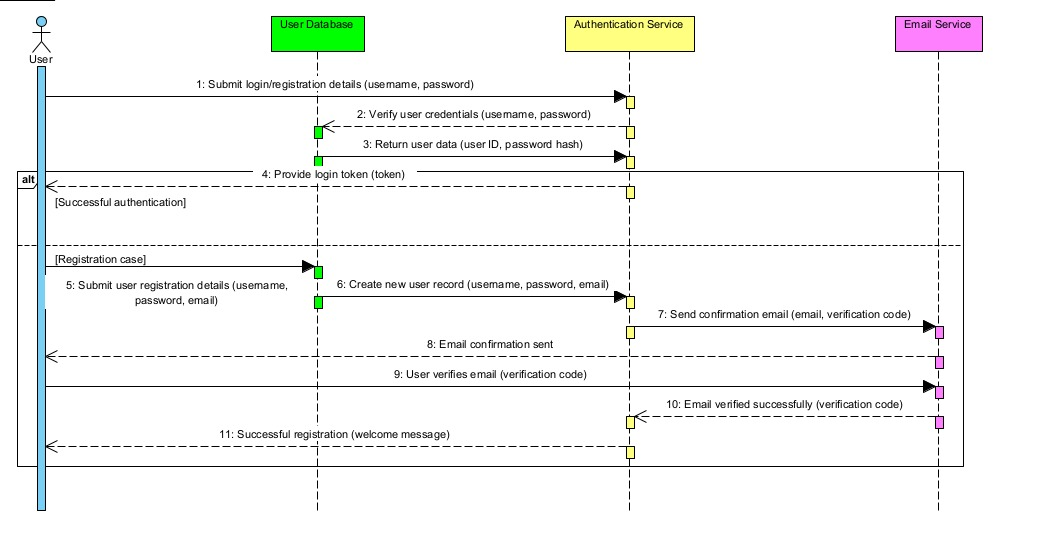 User Database
Authentication Service
Email Service
User
1: Submit login/registration details (username, password)
2: Verify user credentials (username, password)
3: Return user data (user ID, password hash)
alt
4: Provide login token (token)
[Successful authentication]
[Registration case]
5: Submit user registration details (username,
password, email)
6: Create new user record (username, password, email)
7: Send confirmation email (email, verification code)
8: Email confirmation sent
9: User verifies email (verification code)
10: Email verified successfully (verification code)
11: Successful registration (welcome message)